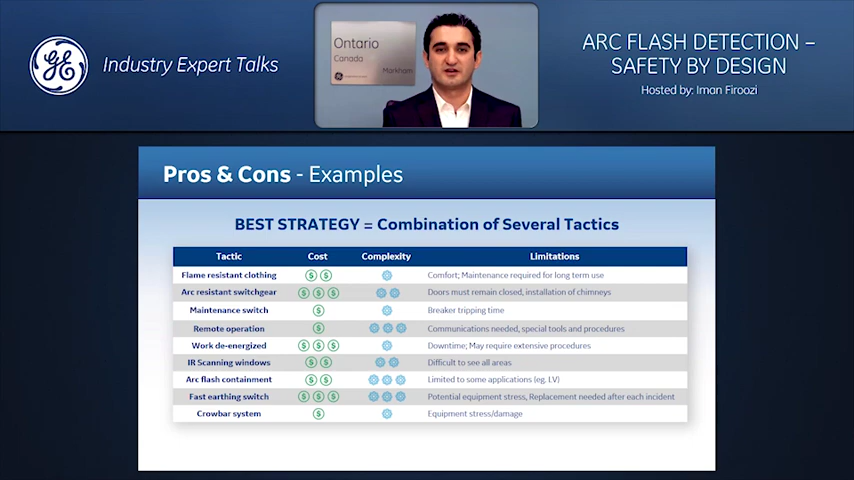 Industry Expert Talks
Ontario
Canada
Markham
ARC FLASH DETECTION –
SAFETY BY DESIGN
Hosted by: Iman Firoozi
Pros & Cons - Examples
BEST STRATEGY = Combination of Several Tactics
Tactic Cost Complexity Limitations
Flame resistant clothing $ $ Comfort; Maintenance required for long term use
Arc resistant switchgear $ $ $ Doors must remain closed, installation of chimneys
Maintenance switch $ Breaker tripping time
Remote operation $ Communications needed, special tools and procedures
Work de-energized $ $ $ Downtime; May require extensive procedures
IR Scanning windows $ $ Difficult to see all areas
Arc flash containment $ $ Limited to some applications (eg. LV)
Fast earthing switch $ $ $ Potential equipment stress, Replacement needed after each incident
Crowbar system $ Equipment stress/damage